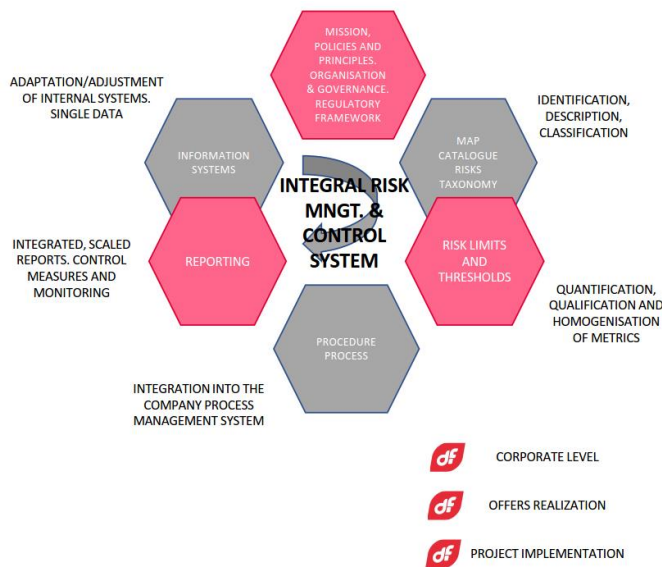 MISSION,
POLICIES AND
PRINCIPLES.
ORGANISATION
& GOVERNANCE.
REGULATORY
FRAMEWORK
ADAPTATION/ADJUSTMENT
OF INTERNAL SYSTEMS.
SINGLE DATA
IDENTIFICATION,
DESCRIPTION,
CLASSIFICATION
INFORMATION
SYSTEMS
MAP
CATALOGUE
RISKS
TAXONOMY
INTEGRAL RISK
MNGT. &
CONTROL
SYSTEM
INTEGRATED, SCALED
REPORTS. CONTROL
MEASURES AND
MONITORING
REPORTING
RISK LIMITS
AND
THRESHOLDS
QUANTIFICATION,
QUALIFICATION AND
HOMOGENISATION
OF METRICS
PROCEDURE
PROCESS
INTEGRATION INTO THE
COMPANY PROCESS
MANAGEMENT SYSTEM
df CORPORATE LEVEL
df OFFERS REALIZATION
df PROJECT IMPLEMENTATION